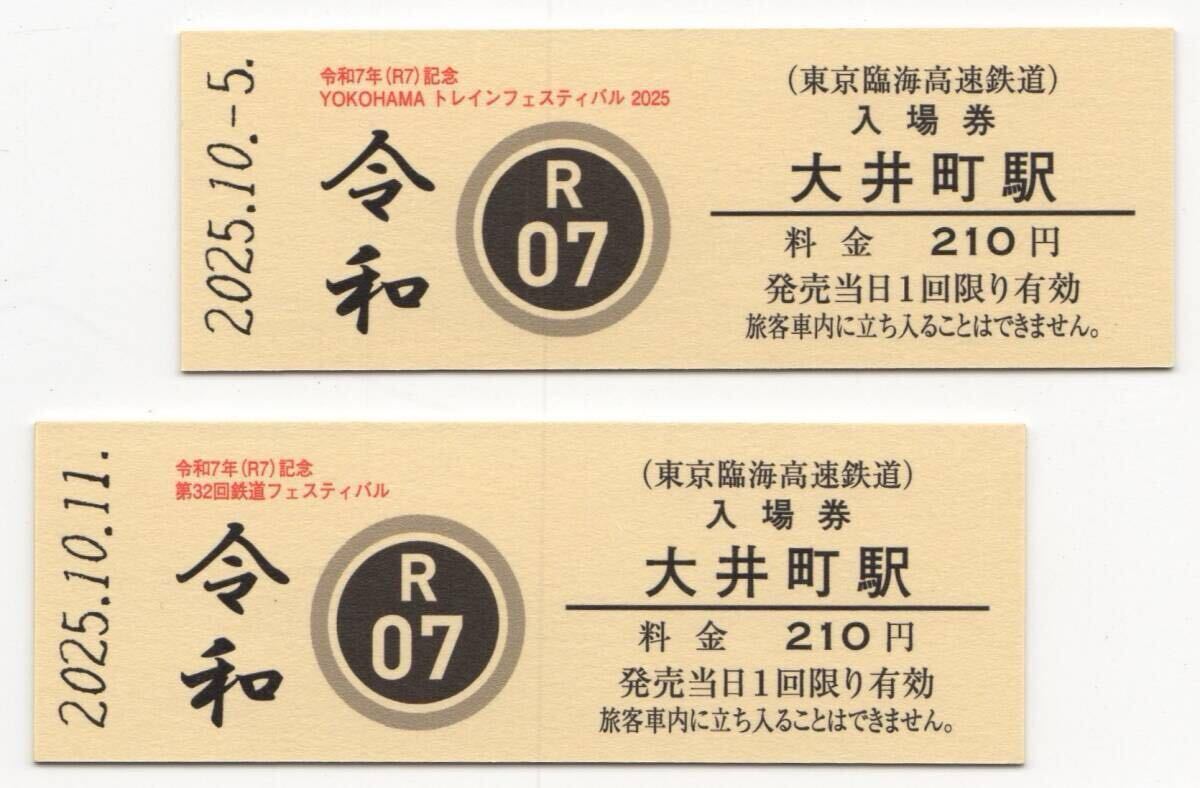 2025.10.-5.
令和7年(R7)記念
YOKOHAMA トレインフェスティバル 2025
令和
R
07
(東京臨海高速鉄道)
入場券
大井町駅
料金 210円
発売当日1回限り有効
旅客車内に立ち入ることはできません。
2025.10.11.
令和7年(R7)記念
第32回鉄道フェスティバル
令和
R
07
(東京臨海高速鉄道)
入場券
大井町駅
料金 210円
発売当日1回限り有効
旅客車内に立ち入ることはできません。